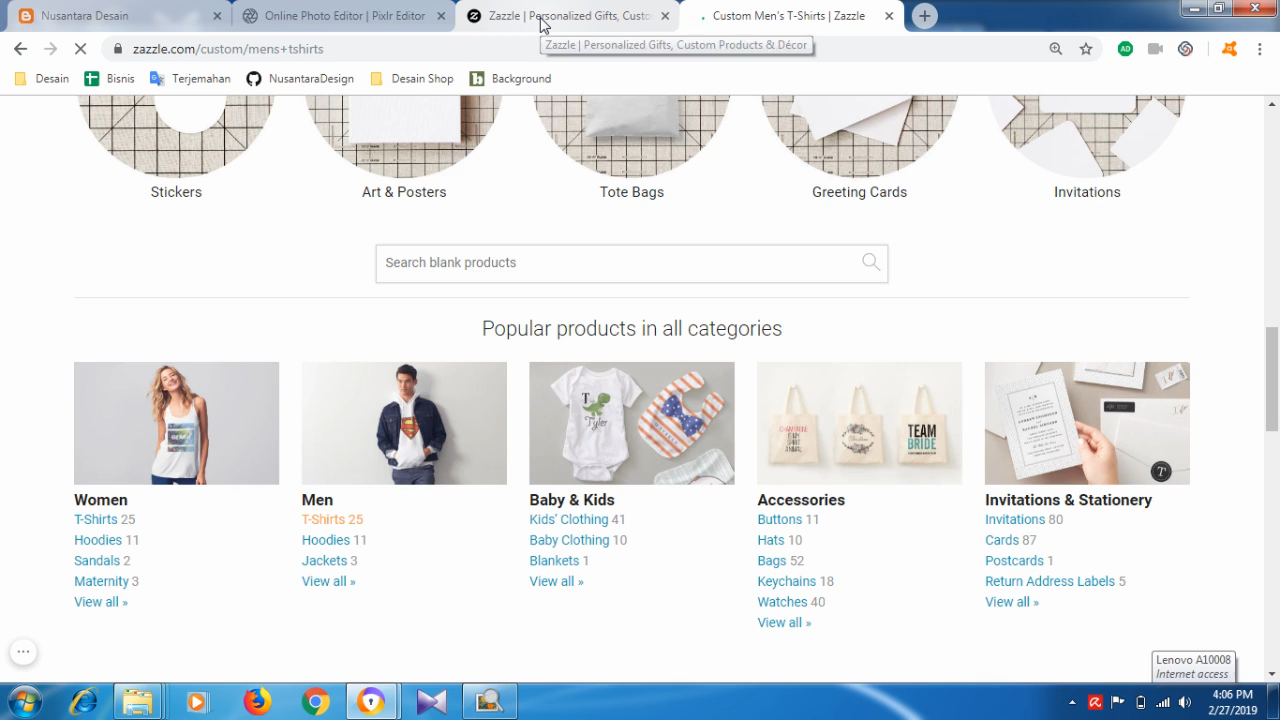 Nusantara Desain
Online Photo Editor | Pixlr Editor
Zazzle | Personalized Gifts, Custo
Custom Men's T-Shirts | Zazzle
zazzle.com/custom/mens+tshirts
Zazzle | Personalized Gifts, Custom Products & Décor
AD
Desain
Bisnis
Terjemahan
NusantaraDesign
Desain Shop
Background
Stickers
Art & Posters
Tote Bags
Greeting Cards
Invitations
Search blank products
Popular products in all categories
T
Tyler
TEAM
BRIDE
T
Women
T-Shirts 25
Hoodies 11
Sandals 2
Maternity 3
View all »
Men
T-Shirts 25
Hoodies 11
Jackets 3
View all »
Baby & Kids
Kids' Clothing 41
Baby Clothing 10
Blankets 1
View all »
Accessories
Buttons 11
Hats 10
Bags 52
Keychains 18
Watches 40
View all »
Invitations & Stationery
Invitations 80
Cards 87
Postcards 1
Return Address Labels 5
View all »
Lenovo A10008
Internet access
4:06 PM
2/27/2019